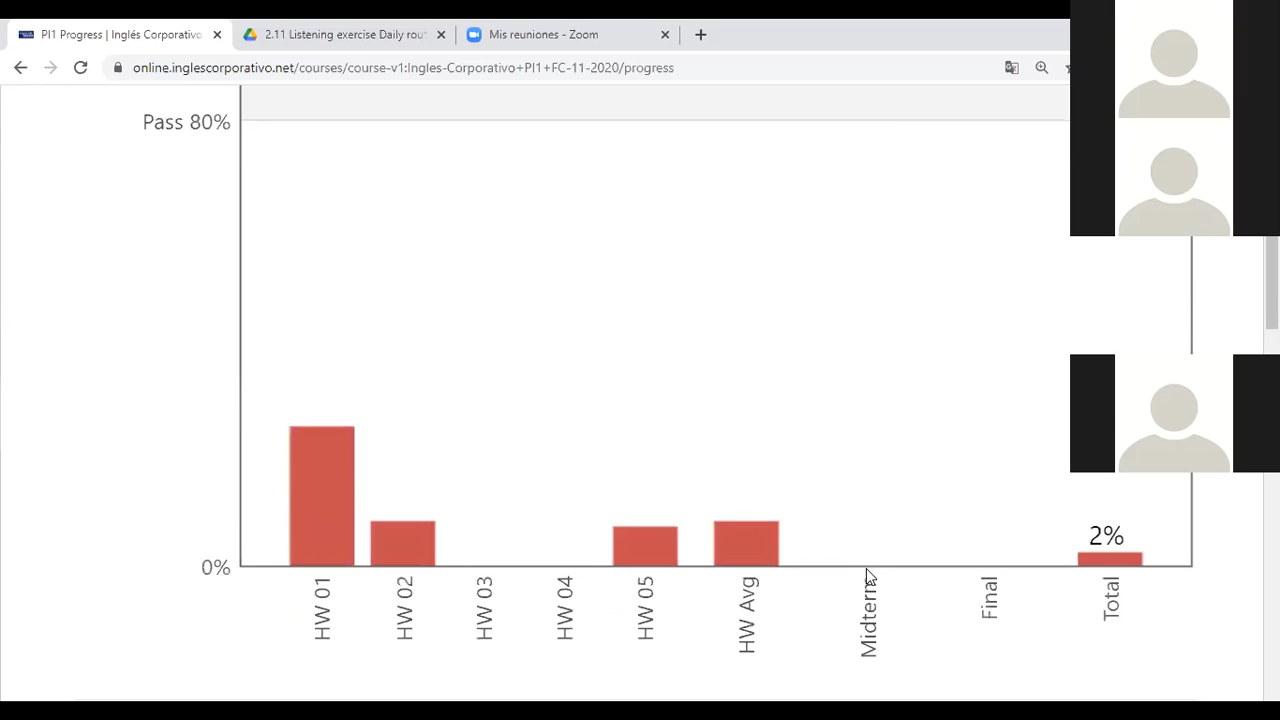 PI1 Progress | Inglés Corporativo
2.11 Listening exercise Daily rou
Mis reuniones - Zoom
online.inglescorporativo.net/courses/course-v1:Ingles-Corporativo+PI1+FC-11-2020/progress
Pass 80%
2%
0%
HW 01
HW 02
HW 03
HW 04
HW 05
HW Avg
Midterm
Final
Total